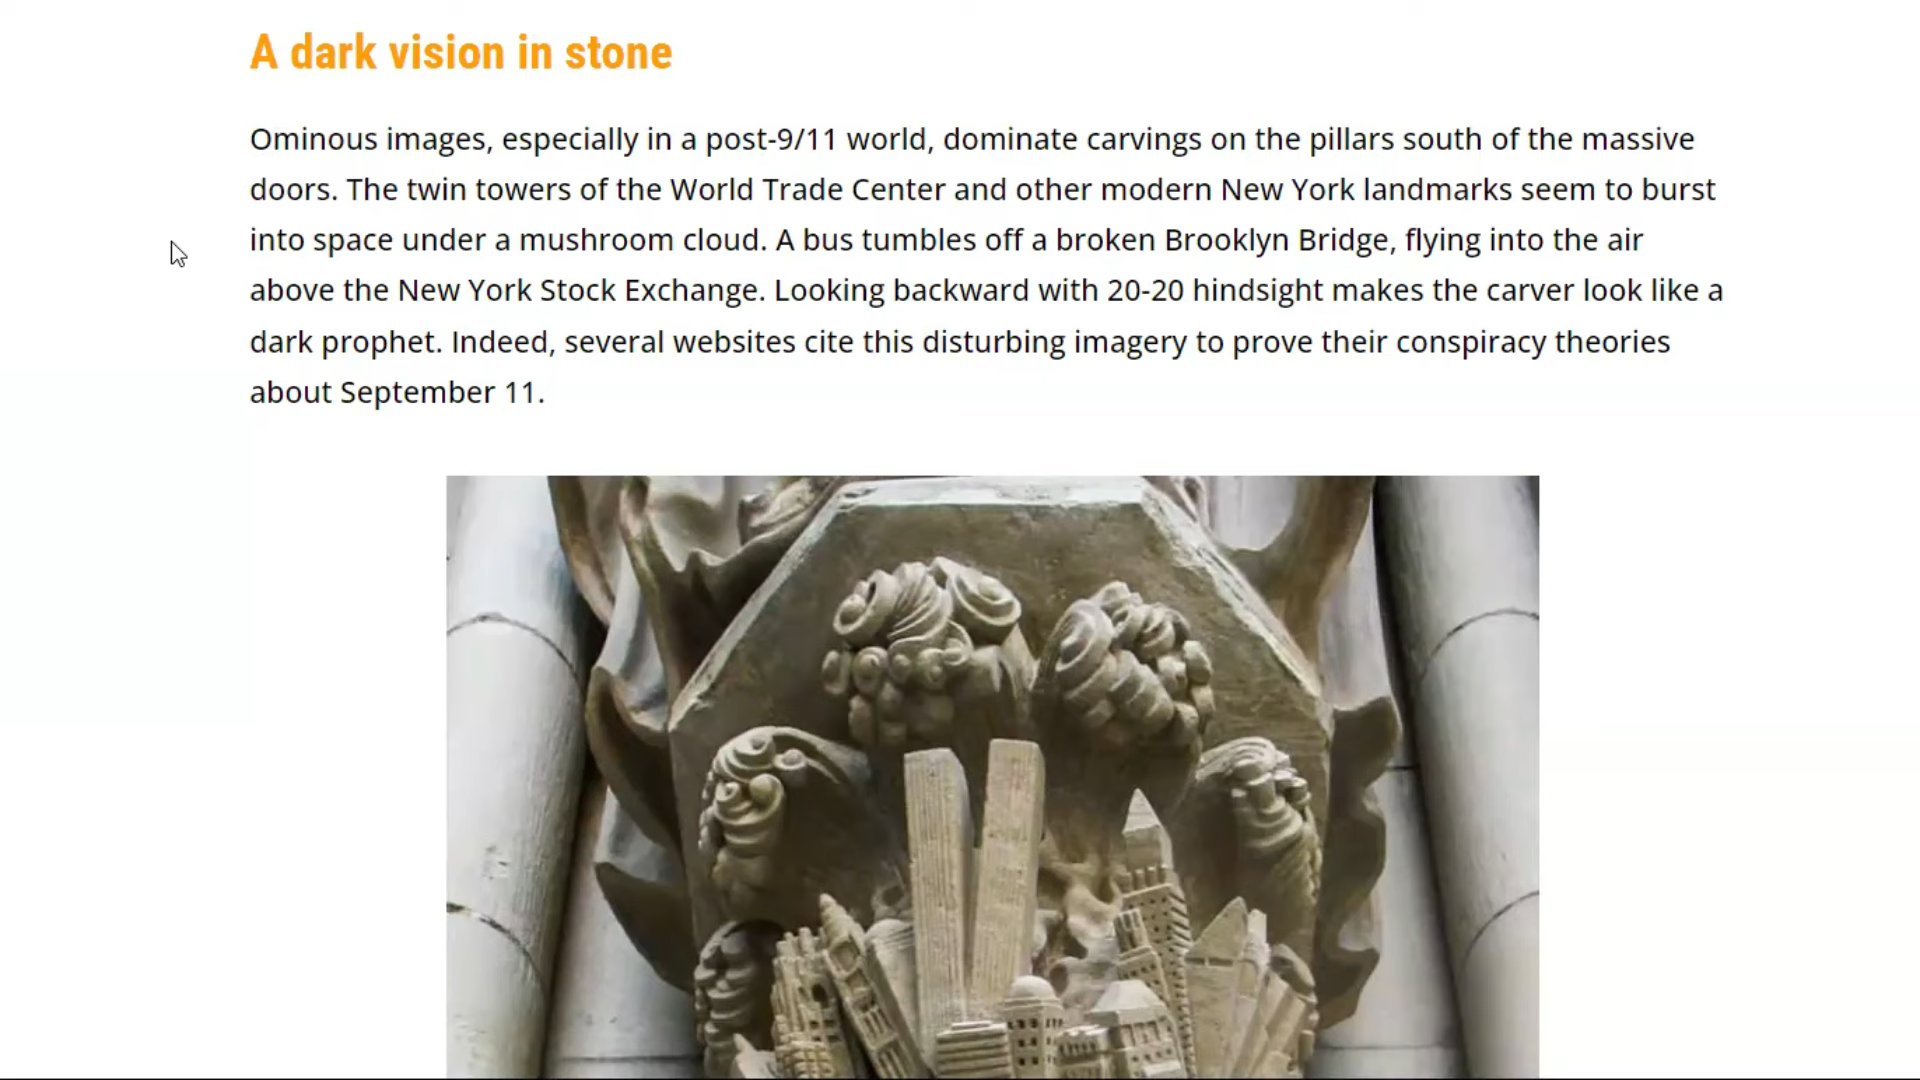 A dark vision in stone
Ominous images, especially in a post-9/11 world, dominate carvings on the pillars south of the massive
doors. The twin towers of the World Trade Center and other modern New York landmarks seem to burst
into space under a mushroom cloud. A bus tumbles off a broken Brooklyn Bridge, flying into the air
above the New York Stock Exchange. Looking backward with 20-20 hindsight makes the carver look like a
dark prophet. Indeed, several websites cite this disturbing imagery to prove their conspiracy theories
about September 11.